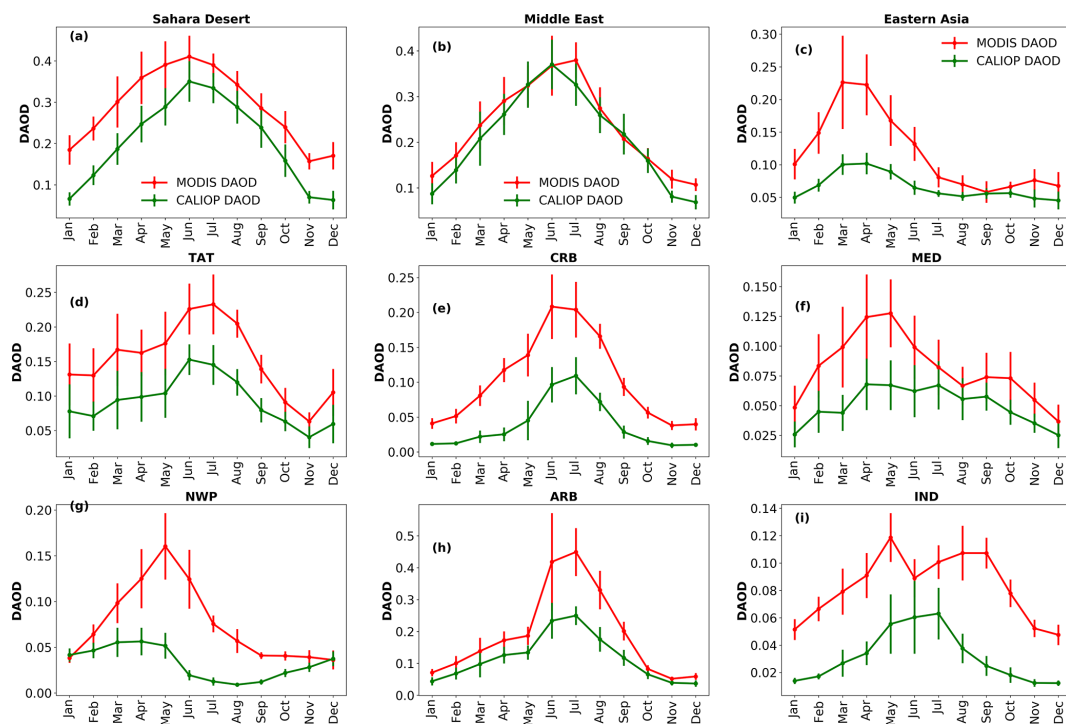 Sahara Desert
(a)
DAOD
0.4
0.3
0.2
0.1
MODIS DAOD
CALIOP DAOD
Jan Feb Mar Apr May Jun Jul Aug Sep Oct Nov Dec
Middle East
(b)
DAOD
0.4
0.3
0.2
0.1
MODIS DAOD
CALIOP DAOD
Jan Feb Mar Apr May Jun Jul Aug Sep Oct Nov Dec
Eastern Asia
(c)
DAOD
0.30
0.25
0.20
0.15
0.10
0.05
MODIS DAOD
CALIOP DAOD
Jan Feb Mar Apr May Jun Jul Aug Sep Oct Nov Dec
TAT
(d)
DAOD
0.25
0.20
0.15
0.10
0.05
Jan Feb Mar Apr May Jun Jul Aug Sep Oct Nov Dec
CRB
(e)
DAOD
0.25
0.20
0.15
0.10
0.05
0.00
Jan Feb Mar Apr May Jun Jul Aug Sep Oct Nov Dec
MED
(f)
DAOD
0.150
0.125
0.100
0.075
0.050
0.025
Jan Feb Mar Apr May Jun Jul Aug Sep Oct Nov Dec
NWP
(g)
DAOD
0.20
0.15
0.10
0.05
0.00
Jan Feb Mar Apr May Jun Jul Aug Sep Oct Nov Dec
ARB
(h)
DAOD
0.5
0.4
0.3
0.2
0.1
0.0
Jan Feb Mar Apr May Jun Jul Aug Sep Oct Nov Dec
IND
(i)
DAOD
0.14
0.12
0.10
0.08
0.06
0.04
0.02
Jan Feb Mar Apr May Jun Jul Aug Sep Oct Nov Dec